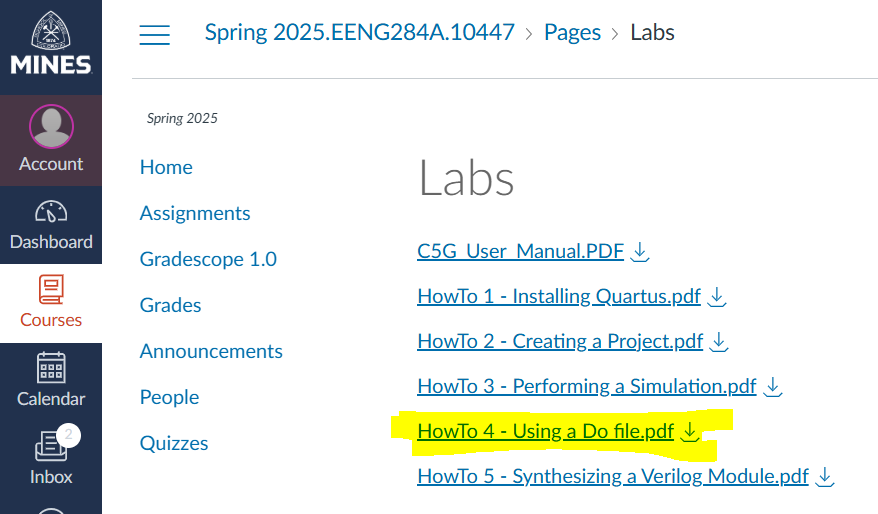 MINES
Account
Dashboard
Courses
Calendar
2
Inbox
Spring 2025.EENG284A.10447 > Pages > Labs
Spring 2025
Home
Assignments
Gradescope 1.0
Grades
Announcements
People
Quizzes
Labs
C5G_User_Manual.PDF
HowTo 1 - Installing Quartus.pdf
HowTo 2 - Creating a Project.pdf
HowTo 3 - Performing a Simulation.pdf
HowTo 4 - Using a Do file.pdf
HowTo 5 - Synthesizing a Verilog Module.pdf